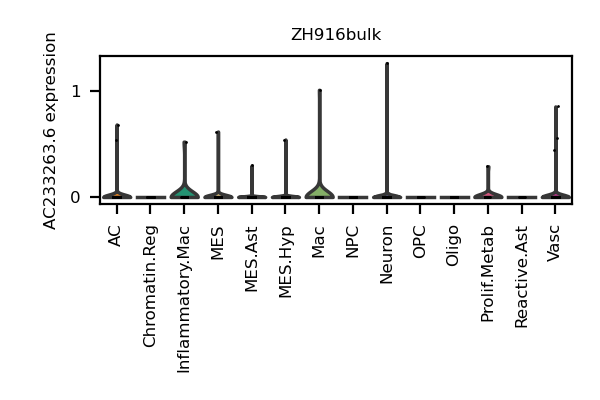 ZH916bulk
AC233263.6 expression
1
0
AC
Chromatin.Reg
Inflammatory.Mac
MES
MES.Ast
MES.Hyp
Mac
NPC
Neuron
OPC
Oligo
Prolif.Metab
Reactive.Ast
Vasc